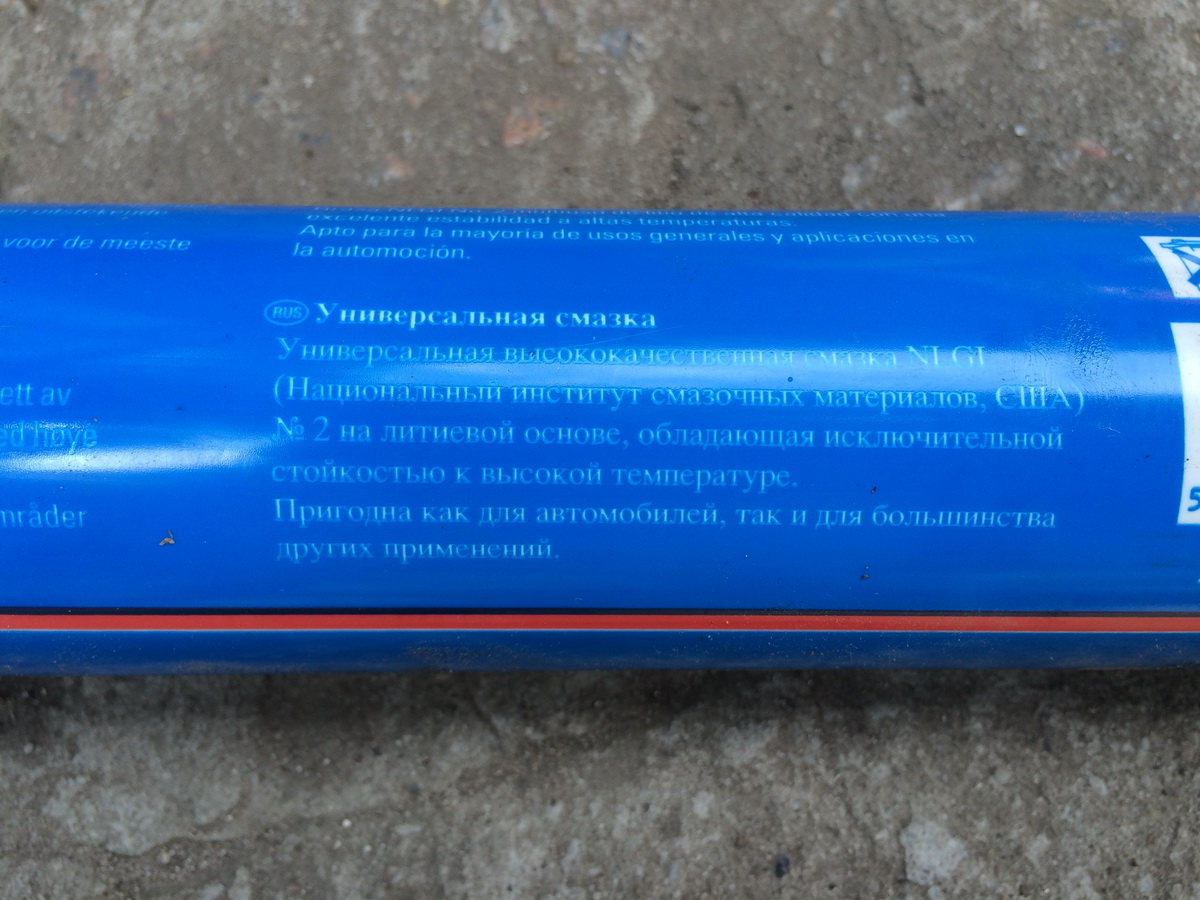 voor de meeste
excelente estabilidad a altas temperaturas.
Apto para la mayoría de usos generales y aplicaciones en
la automoción.
RUS Универсальная смазка
Универсальная высококачественная смазка NLGI
(Национальный институт смазочных материалов, США)
№ 2 на литиевой основе, обладающая исключительной
стойкостью к высокой температуре.
Пригодна как для автомобилей, так и для большинства
других применений.
ett av
høye
mråder